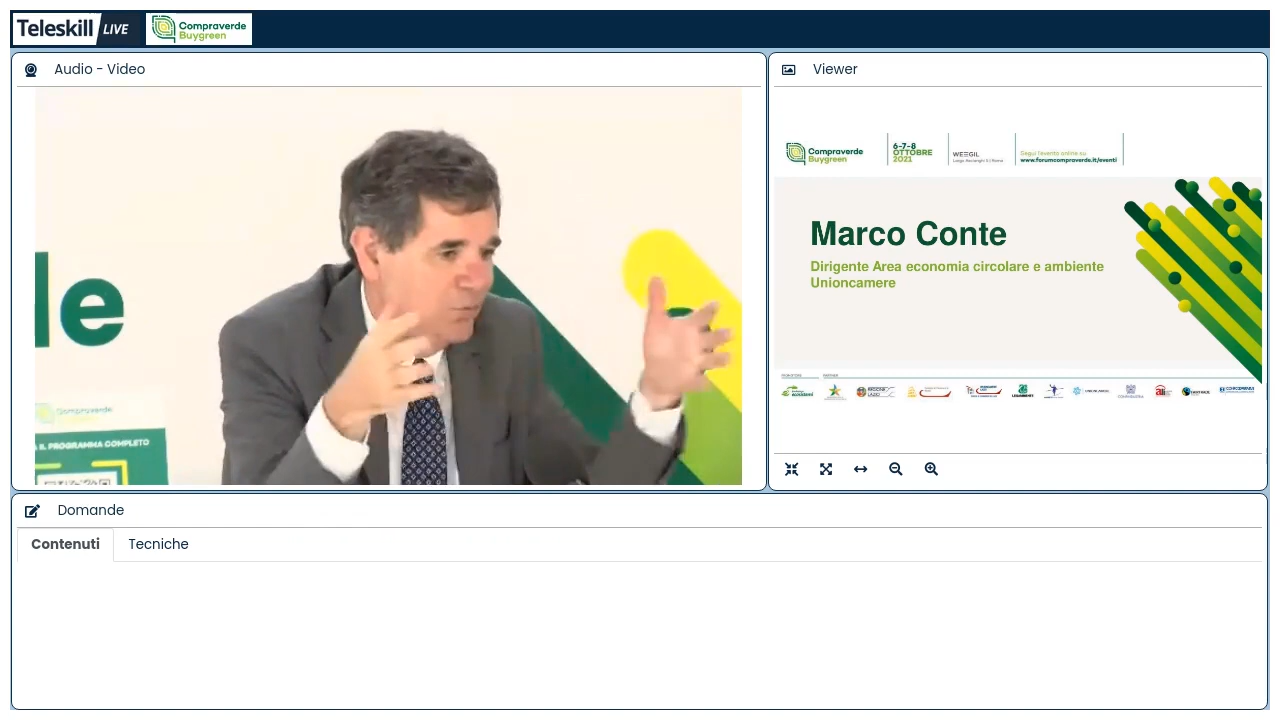 Teleskill LIVE
Compraverde
Buygreen
Audio - Video
Viewer
le
Compraverde
IL PROGRAMMA COMPLETO
Compraverde
Buygreen
6-7-8
OTTOBRE
2021
WEGIL
Segui l'evento online su
www.forumcompraverde.it/eventi
Marco Conte
Dirigente Area economia circolare e ambiente
Unioncamere
Domande
Contenuti
Tecniche